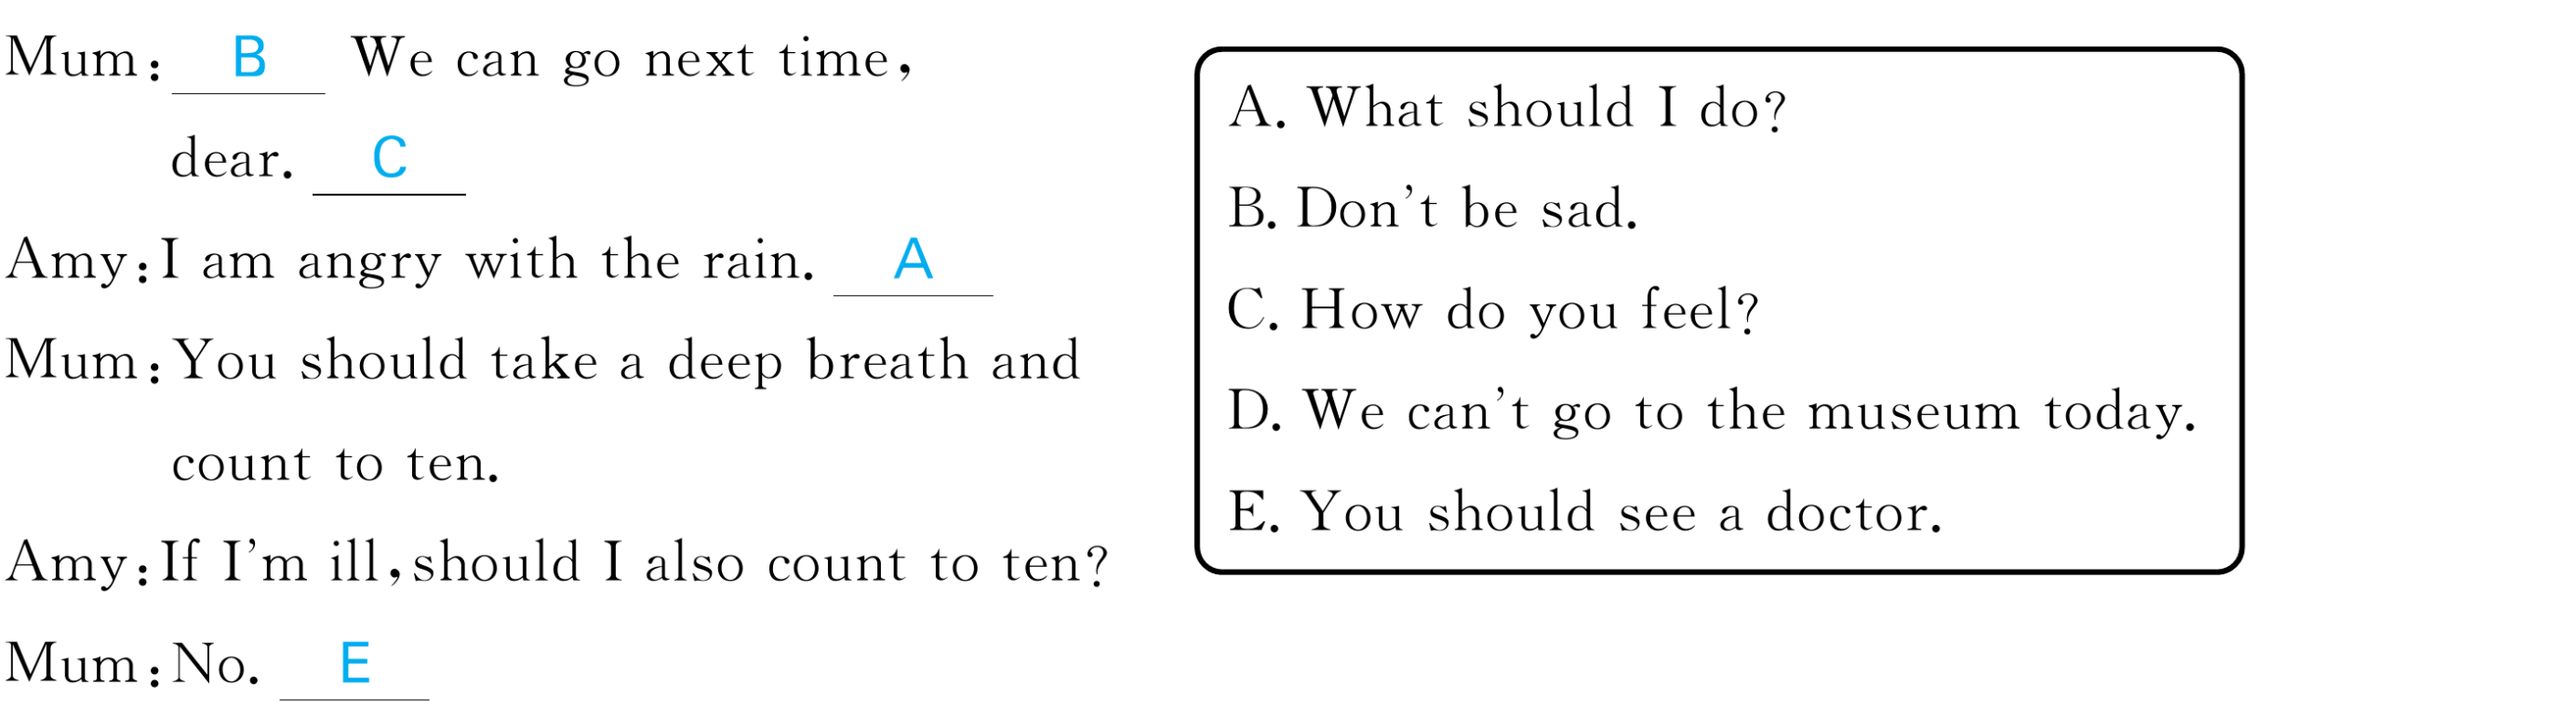 Mum: B We can go next time,
dear. C
Amy:I am angry with the rain. A
Mum:You should take a deep breath and
count to ten.
Amy:If I'm ill,should I also count to ten?
Mum:No. E
A. What should I do?
B. Don't be sad.
C. How do you feel?
D. We can't go to the museum today.
E. You should see a doctor.